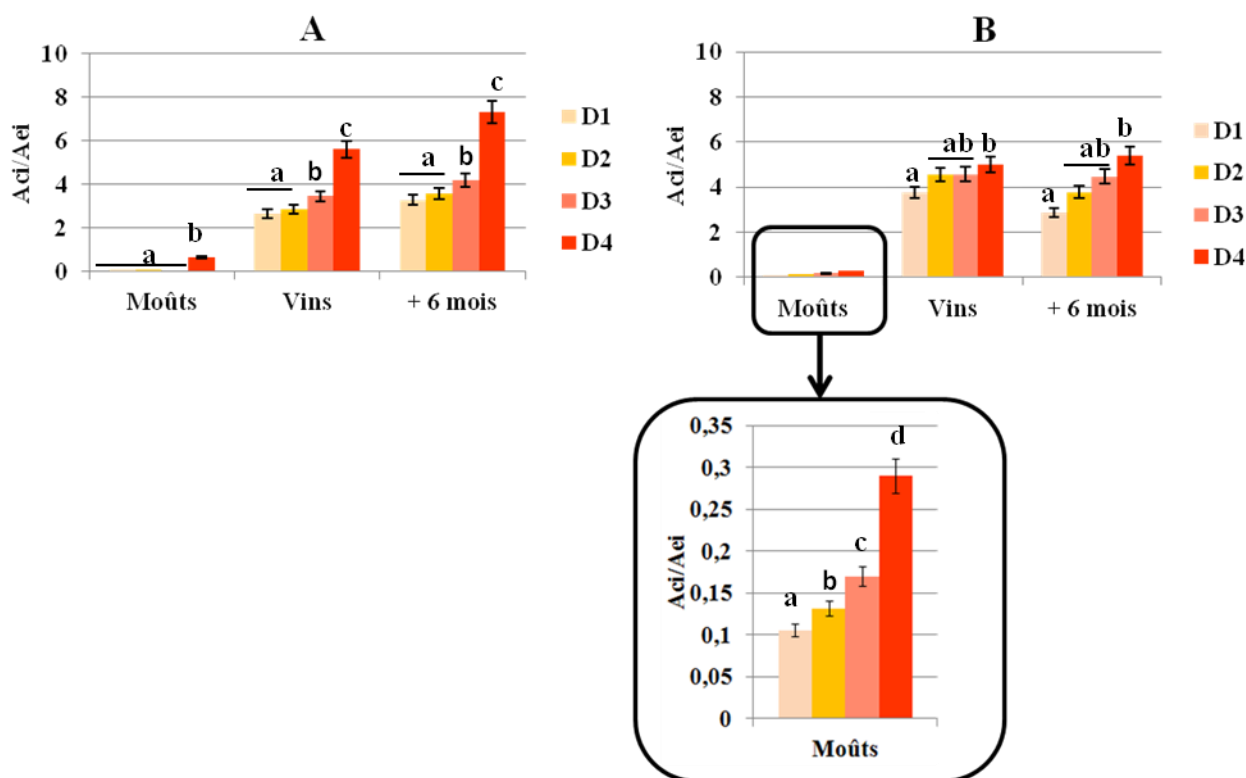 A
10
8
6
4
2
0
Aci/Aei
a
b
a
b
c
a
b
c
Moûts
Vins
+ 6 mois
D1
D2
D3
D4
B
10
8
6
4
2
0
Aci/Aei
a
ab
b
a
ab
b
Moûts
Vins
+ 6 mois
D1
D2
D3
D4
0,35
0,3
0,25
0,2
0,15
0,1
0,05
0
Aci/Aei
a
b
c
d
Moûts